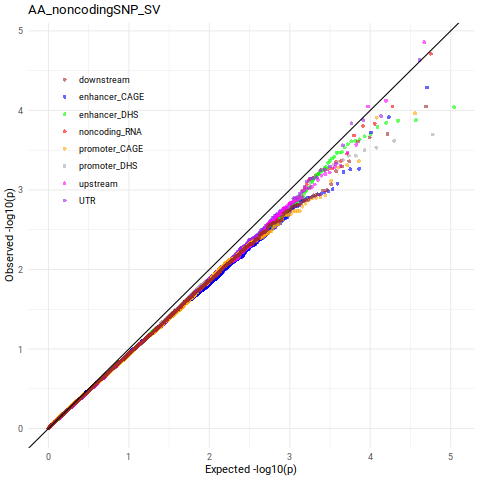 AA_noncodingSNP_SV
5
4
3
2
1
0
Observed -log10(p)
downstream
enhancer_CAGE
enhancer_DHS
noncoding_RNA
promoter_CAGE
promoter_DHS
upstream
UTR
0 1 2 3 4 5
Expected -log10(p)